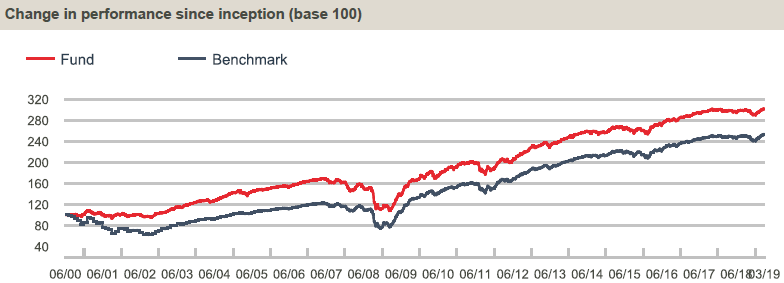 Change in performance since inception (base 100)
Fund Benchmark
320
280
240
200
160
120
80
40
06/00 06/01 06/02 06/03 06/04 06/05 06/06 06/07 06/08 06/09 06/10 06/11 06/12 06/13 06/14 06/15 06/16 06/17 06/18 03/19